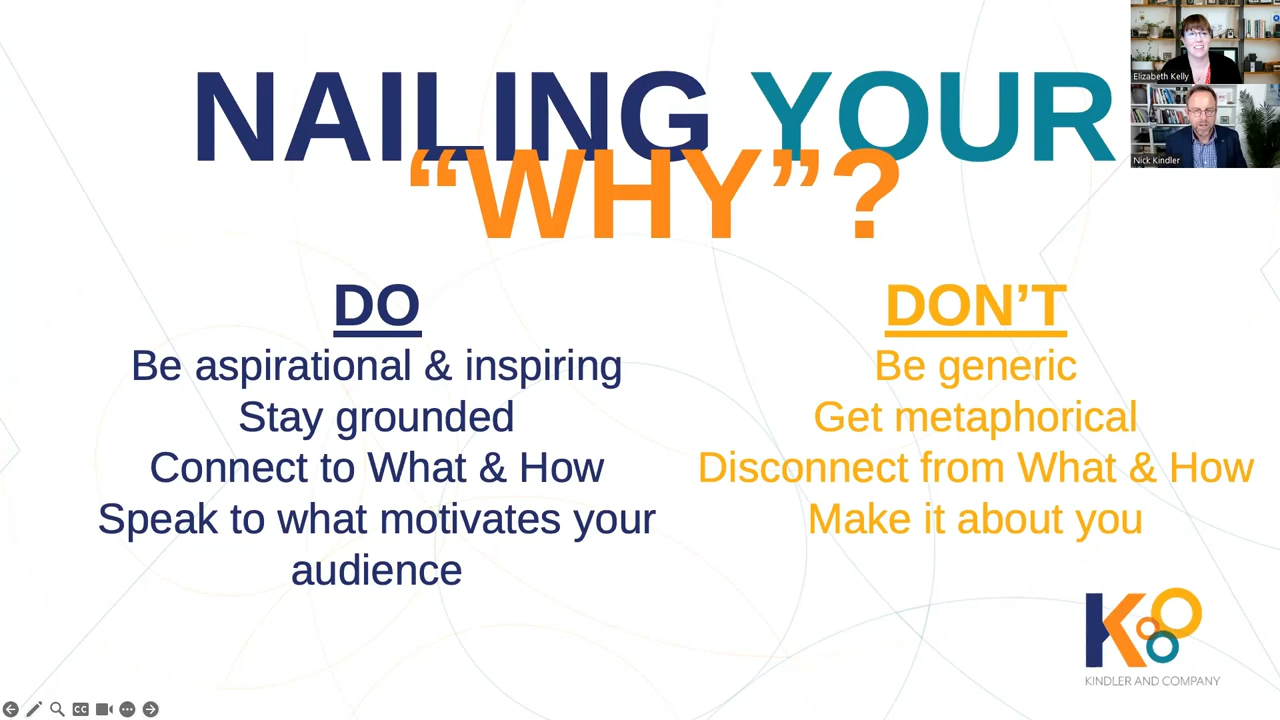 NAILING YOUR
“WHY”?
DO
Be aspirational & inspiring
Stay grounded
Connect to What & How
Speak to what motivates your
audience
DON’T
Be generic
Get metaphorical
Disconnect from What & How
Make it about you
K
KINDLER AND COMPANY
Elizabeth Kelly
Nick Kindler
CC